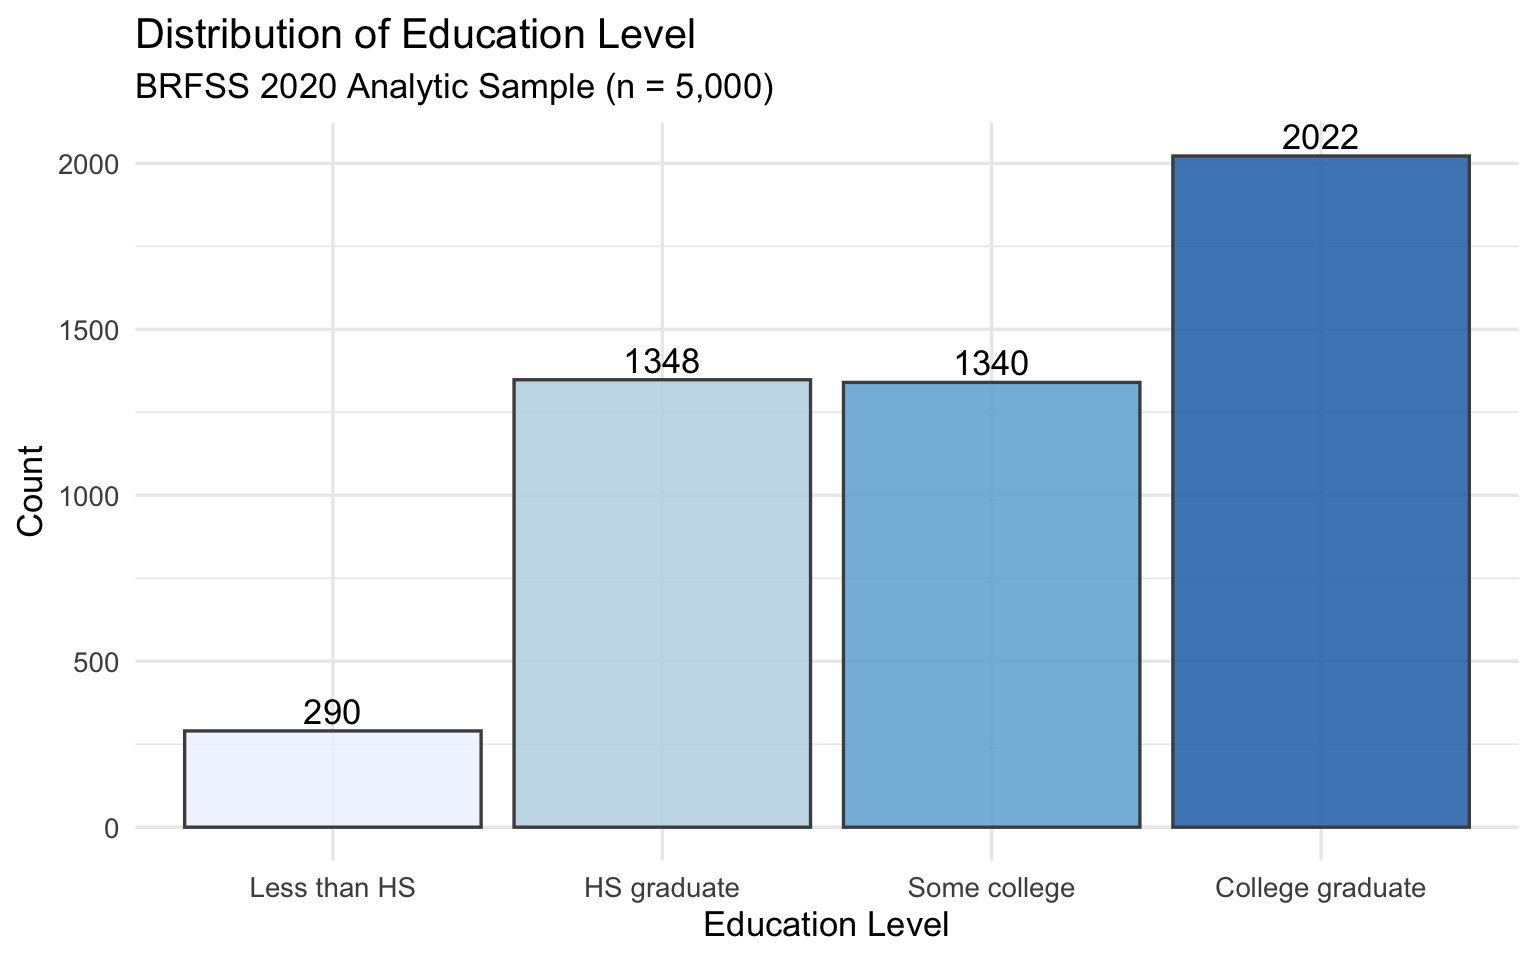 Distribution of Education Level
BRFSS 2020 Analytic Sample (n = 5,000)
2022
2000
1500
1348
1340
Count
1000
500
290
0
Less than HS HS graduate Some college College graduate
Education Level